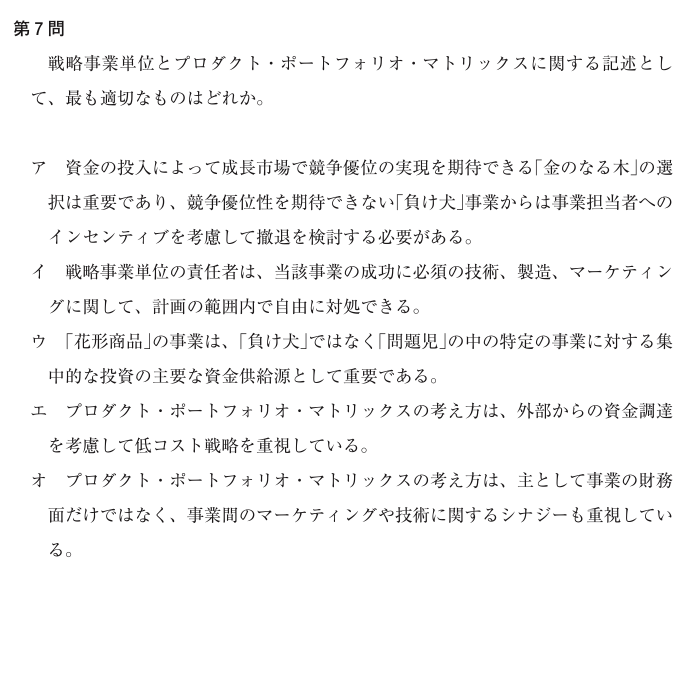 第7問
戦略事業単位とプロダクト・ポートフォリオ・マトリックスに関する記述とし
て、最も適切なものはどれか。
ア 資金の投入によって成長市場で競争優位の実現を期待できる「金のなる木」の選
択は重要であり、競争優位性を期待できない「負け犬」事業からは事業担当者への
インセンティブを考慮して撤退を検討する必要がある。
イ 戦略事業単位の責任者は、当該事業の成功に必須の技術、製造、マーケティン
グに関して、計画の範囲内で自由に対処できる。
ウ 「花形商品」の事業は、「負け犬」ではなく「問題児」の中の特定の事業に対する集
中的な投資の主要な資金供給源として重要である。
エ プロダクト・ポートフォリオ・マトリックスの考え方は、外部からの資金調達
を考慮して低コスト戦略を重視している。
オ プロダクト・ポートフォリオ・マトリックスの考え方は、主として事業の財務
面だけではなく、事業間のマーケティングや技術に関するシナジーも重視してい
る。